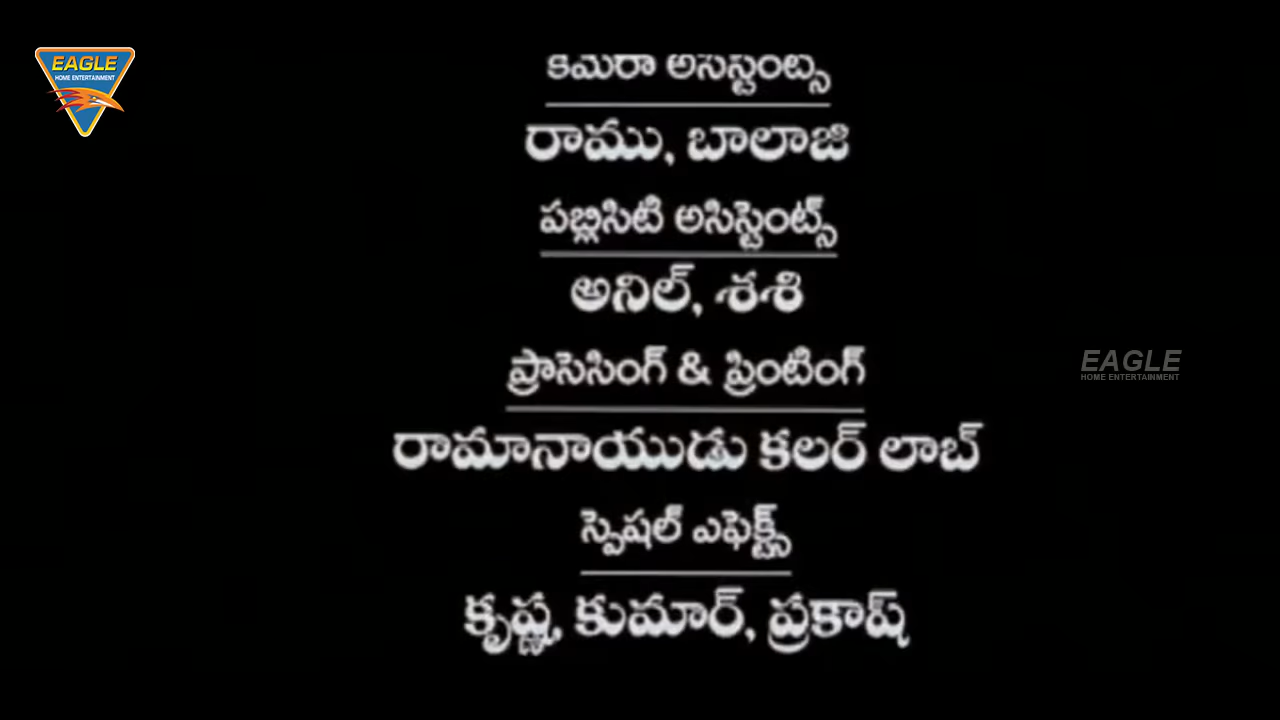 EAGLE
HOME ENTERTAINMENT
కెమెరా అసిస్టెంట్స్
రాము, బాలాజి
పబ్లిసిటి అసిస్టెంట్స్
అనిల్, శశి
ప్రాసెసింగ్ & ప్రింటింగ్
EAGLE
HOME ENTERTAINMENT
రామానాయుడు కలర్ లాబ్
స్పెషల్ ఎఫెక్ట్స్
కృష్ణ, కుమార్, ప్రకాష్